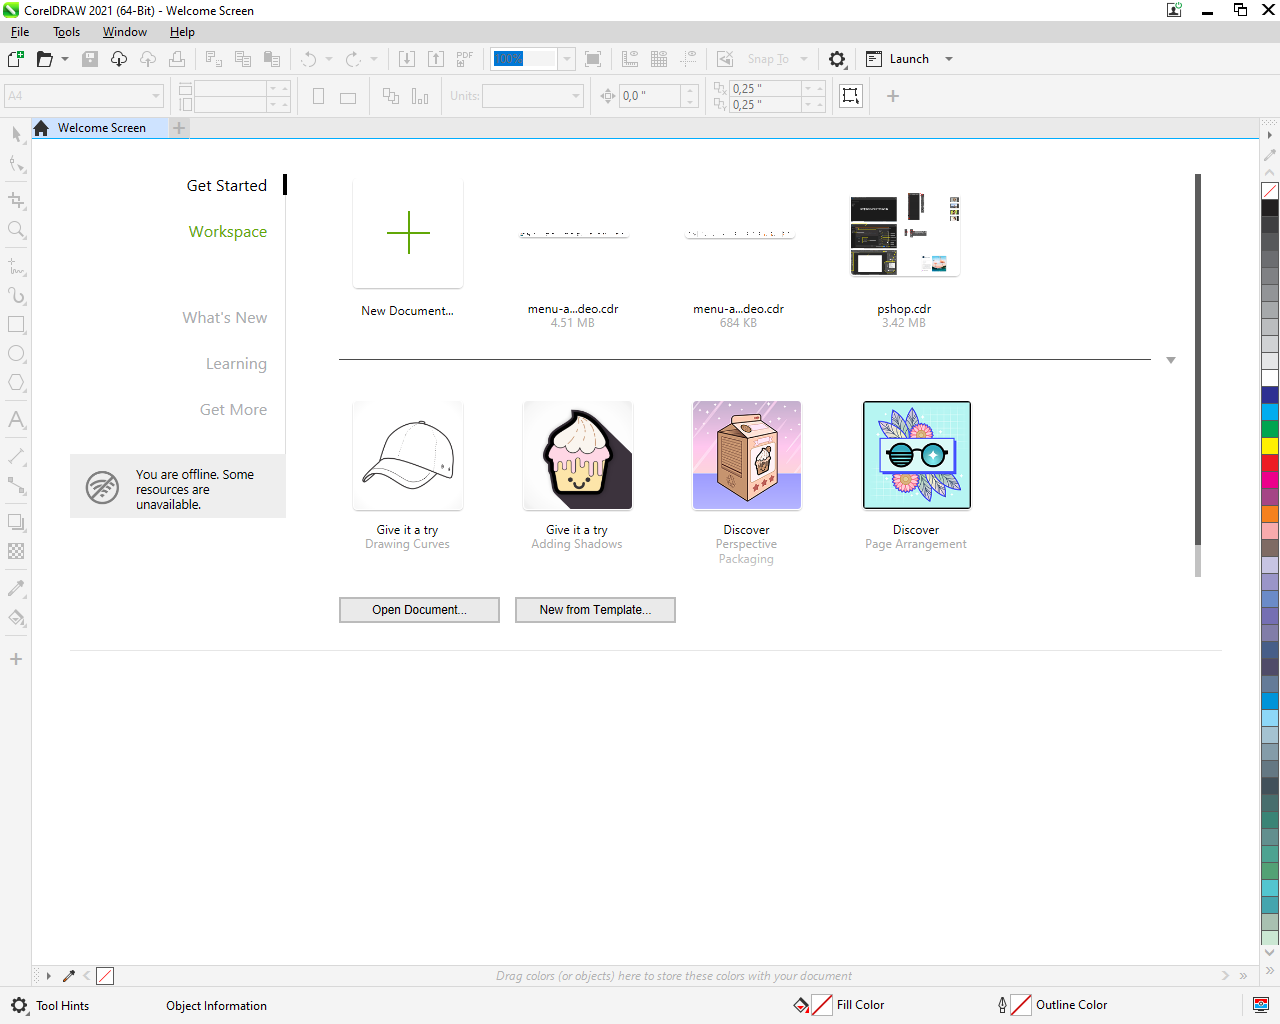 CorelDRAW 2021 (64-Bit) - Welcome Screen
File Tools Window Help
PDF 100% Snap To Launch
A4 Units: 0,0 " 0,25 "
0,25 "
Welcome Screen
Get Started
Workspace
What's New
Learning
Get More
You are offline. Some
resources are
unavailable.
New Document...
menu-a...deo.cdr
4.51 MB
menu-a...deo.cdr
684 KB
pshop.cdr
3.42 MB
Give it a try
Drawing Curves
Give it a try
Adding Shadows
Discover
Perspective
Packaging
Discover
Page Arrangement
Open Document... New from Template...
Drag colors (or objects) here to store these colors with your document
Tool Hints Object Information Fill Color Outline Color